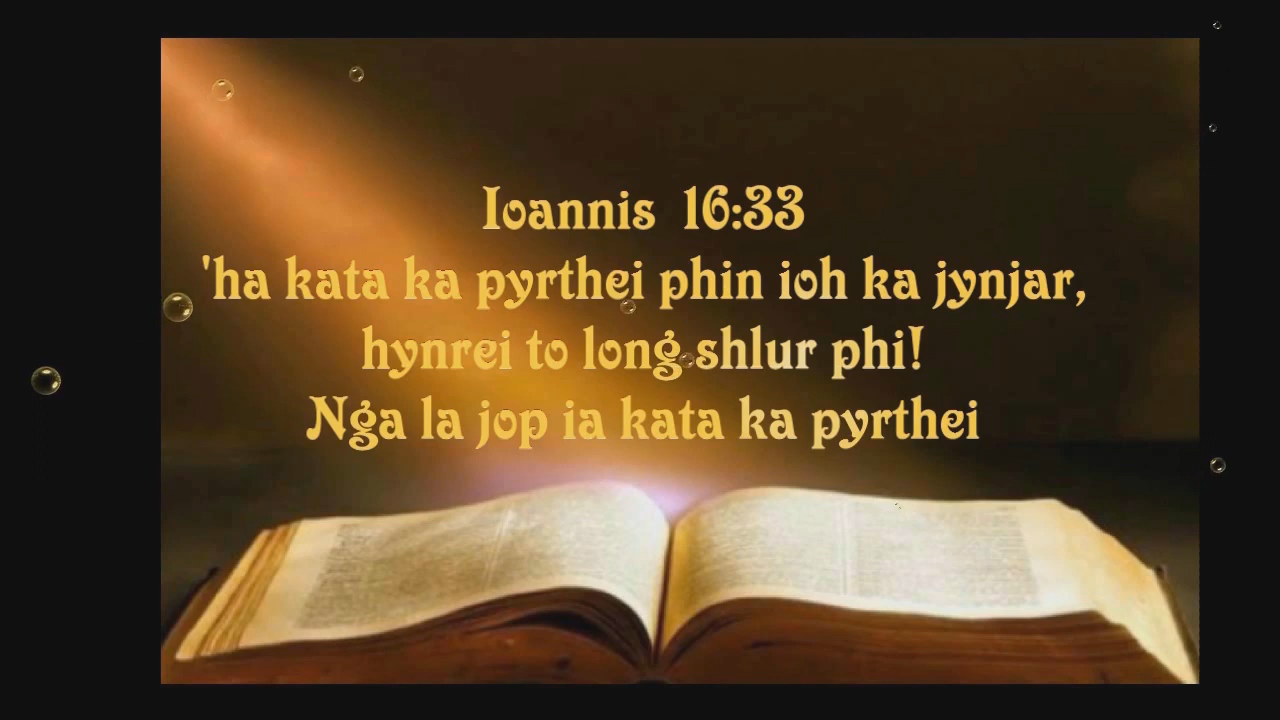 Ioannis 16:33
'ha kata ka pyrthei phin ioh ka jynjar,
hynrei to long shlur phi!
Nga la jop ia kata ka pyrthei